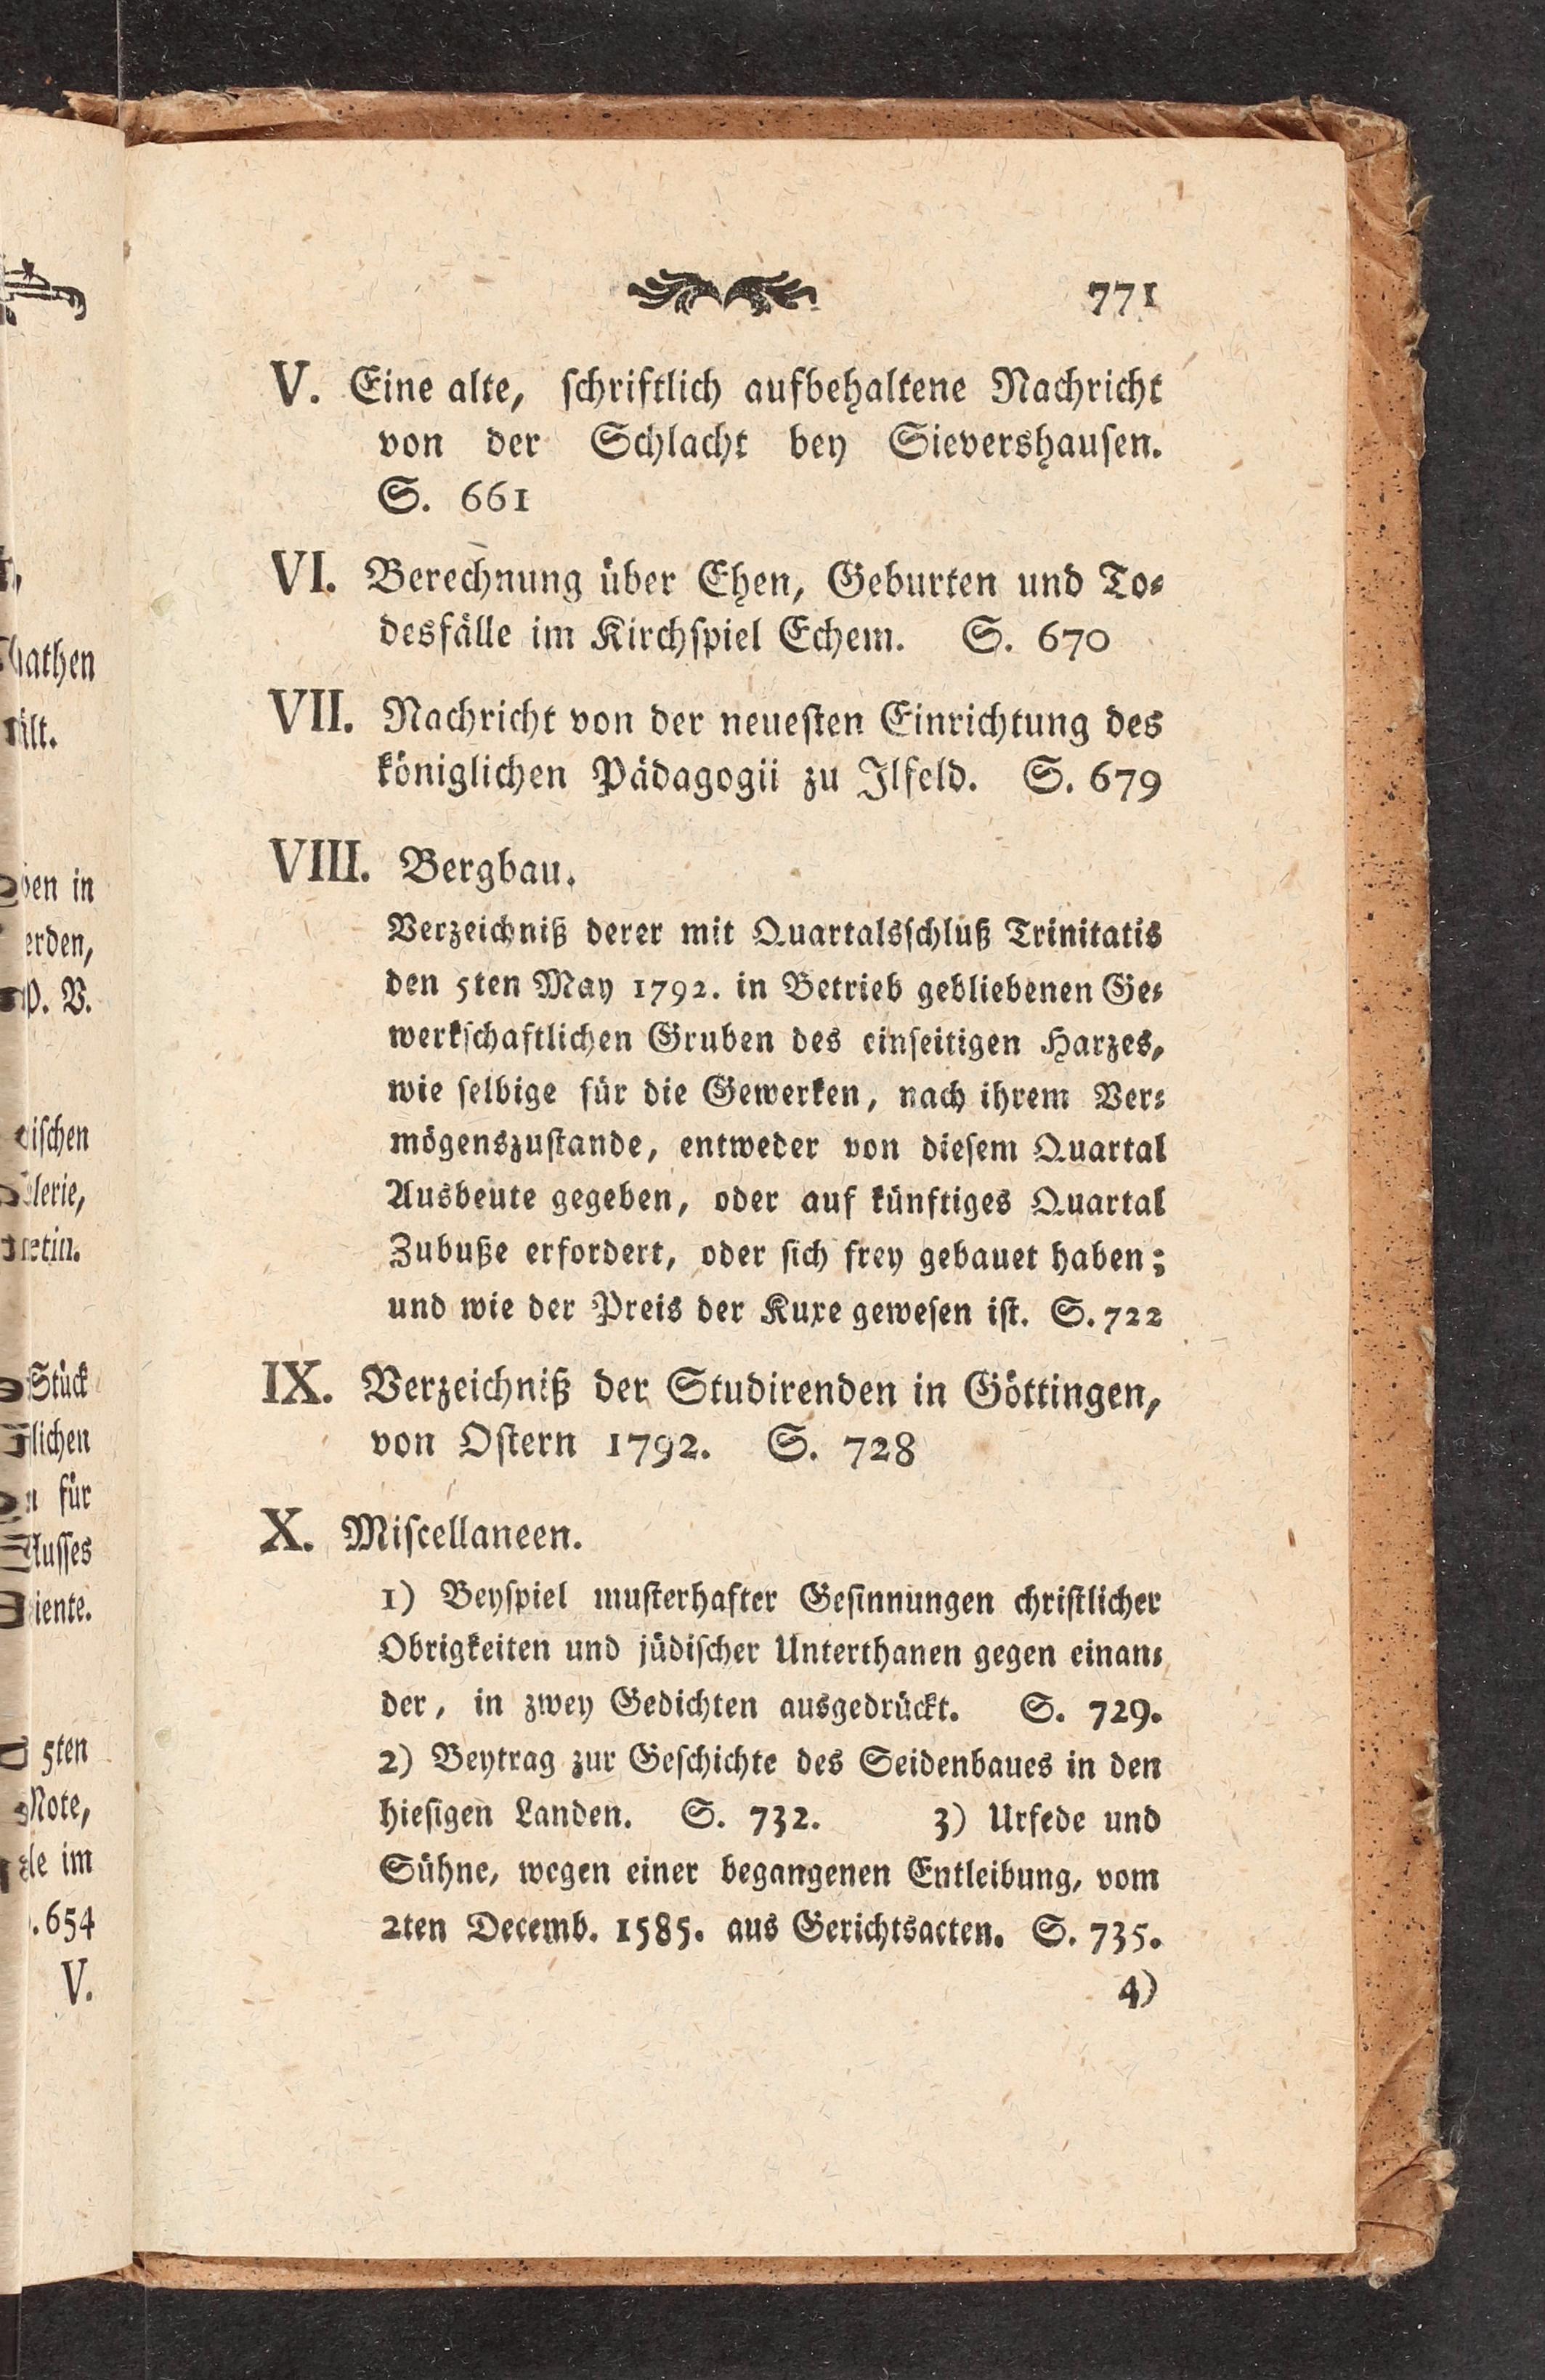 771
V. Eine alte, ſchriftlich aufbehaltene Nachricht
von der Schlacht bey Sievershauſen.
S. 661
VI. Berechnung über Ehen, Geburten und To⸗
desfälle im Kirchſpiel Echem. S. 670
VII. Nachricht von der neueſten Einrichtung des
königlichen Pädagogii zu Ilfeld. S. 679
VIII. Bergbau.
Verzeichniß derer mit Quartalsſchluß Trinitatis
den 5ten May 1792. in Betrieb gebliebenen Ge⸗
werkſchaftlichen Gruben des einſeitigen Harzes,
wie ſelbige für die Gewerken, nach ihrem Ver⸗
mögenszuſtande, entweder von dieſem Quartal
Ausbeute gegeben, oder auf künftiges Quartal
Zubuße erfordert, oder ſich frey gebauet haben;
und wie der Preis der Kuxe geweſen iſt. S. 722
IX. Verzeichniß der Studirenden in Göttingen,
von Oſtern 1792. S. 728
X. Miſcellaneen.
1) Beyſpiel muſterhafter Geſinnungen chriſtlicher
Obrigkeiten und jüdiſcher Unterthanen gegen einan⸗
der, in zwey Gedichten ausgedrückt. S. 729.
2) Beytrag zur Geſchichte des Seidenbaues in den
hieſigen Landen. S. 732. 3) Urfede und
Sühne, wegen einer begangenen Entleibung, vom
2ten Decemb. 1585. aus Gerichtsacten. S. 735.
4)